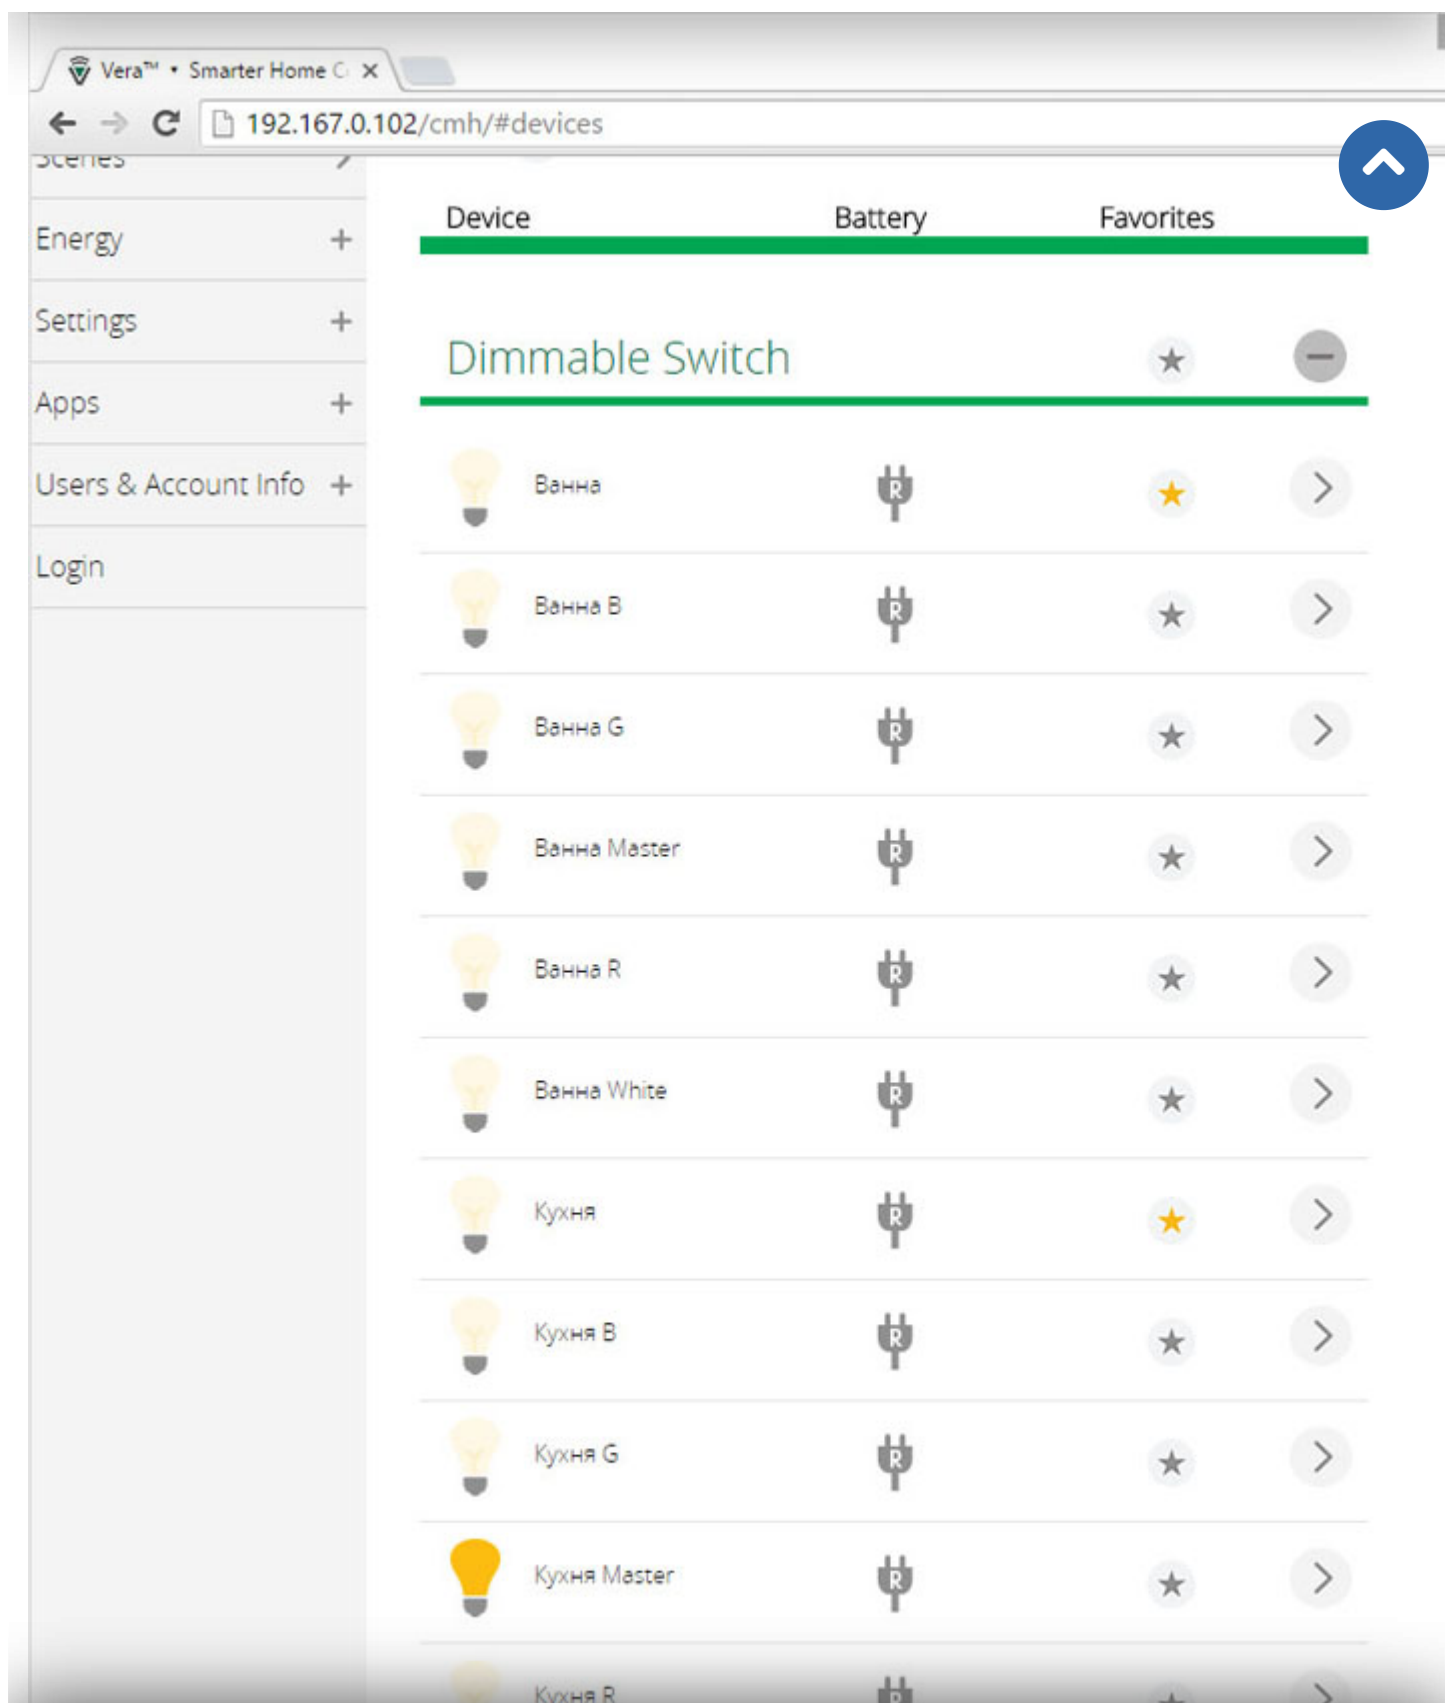 Vera™ • Smarter Home C
192.167.0.102/cmh/#devices
Scenes
Energy
Settings
Apps
Users & Account Info
Login
Device Battery Favorites
Dimmable Switch
Ванна
Ванна B
Ванна G
Ванна Master
Ванна R
Ванна White
Кухня
Кухня B
Кухня G
Кухня Master
Кухня R